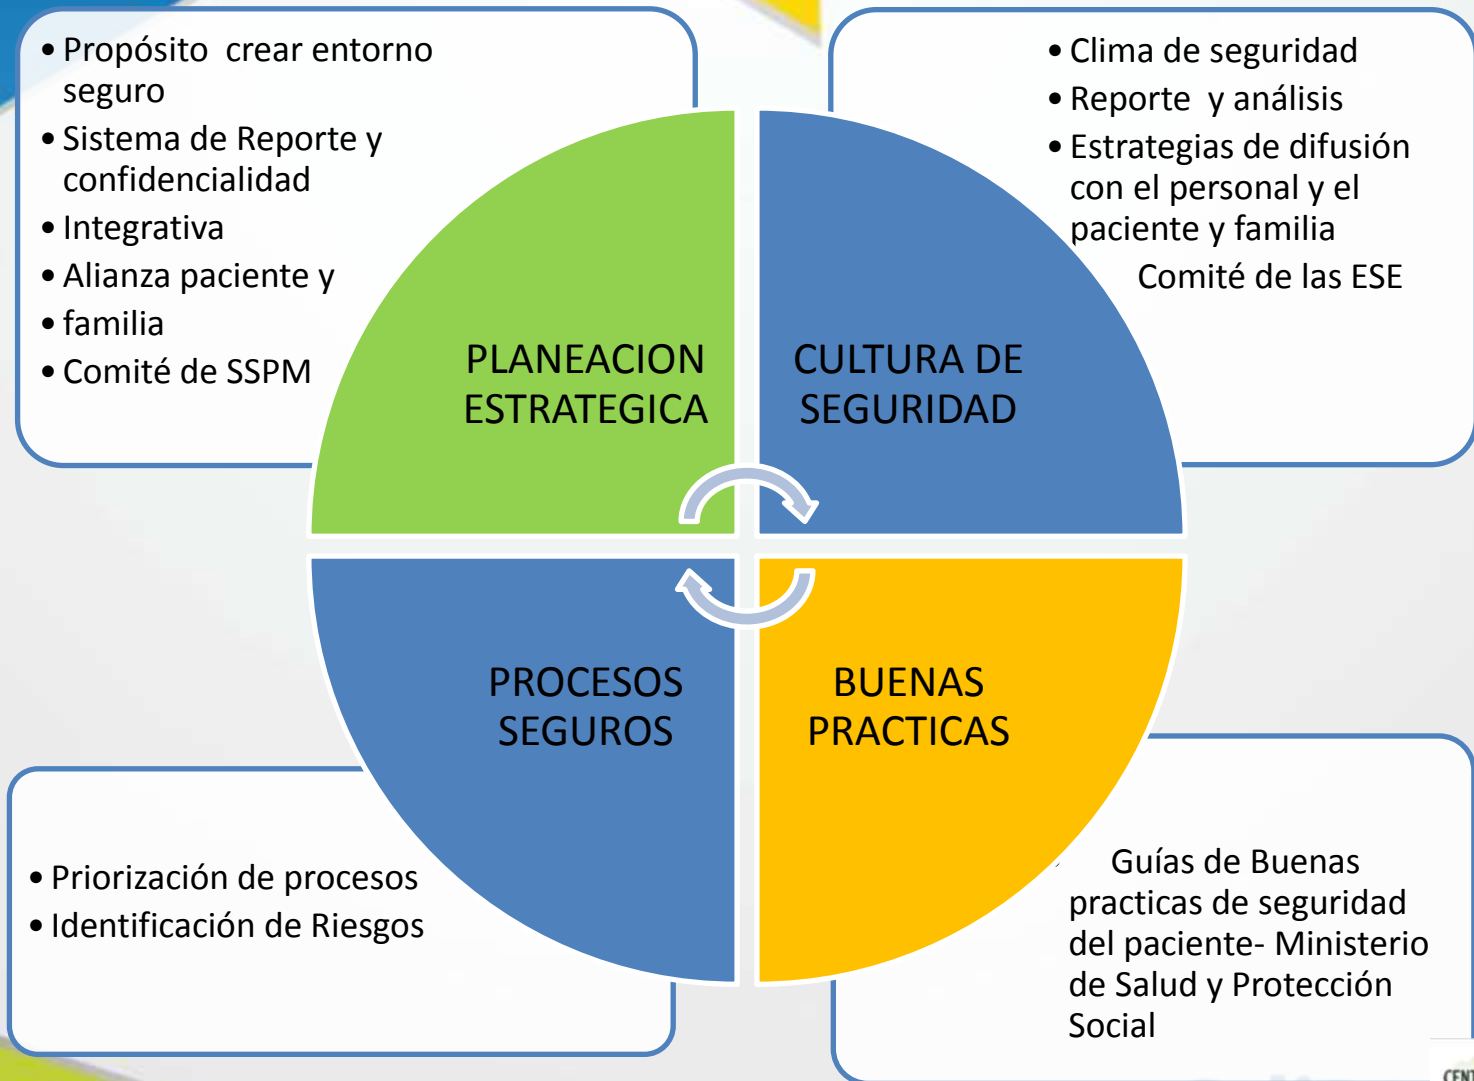 • Propósito  crear entorno
seguro
• Sistema de Reporte y
confidencialidad
• Integrativa
• Alianza paciente y
• familia
• Comité de SSPM
• Clima de seguridad
• Reporte  y análisis
• Estrategias de difusión
con el personal y el
paciente y familia
Comité de las ESE
PLANEACION
ESTRATEGICA
CULTURA DE
SEGURIDAD
PROCESOS
SEGUROS
BUENAS
PRACTICAS
• Priorización de procesos
• Identificación de Riesgos
Guías de Buenas
practicas de seguridad
del paciente- Ministerio
de Salud y Protección
Social